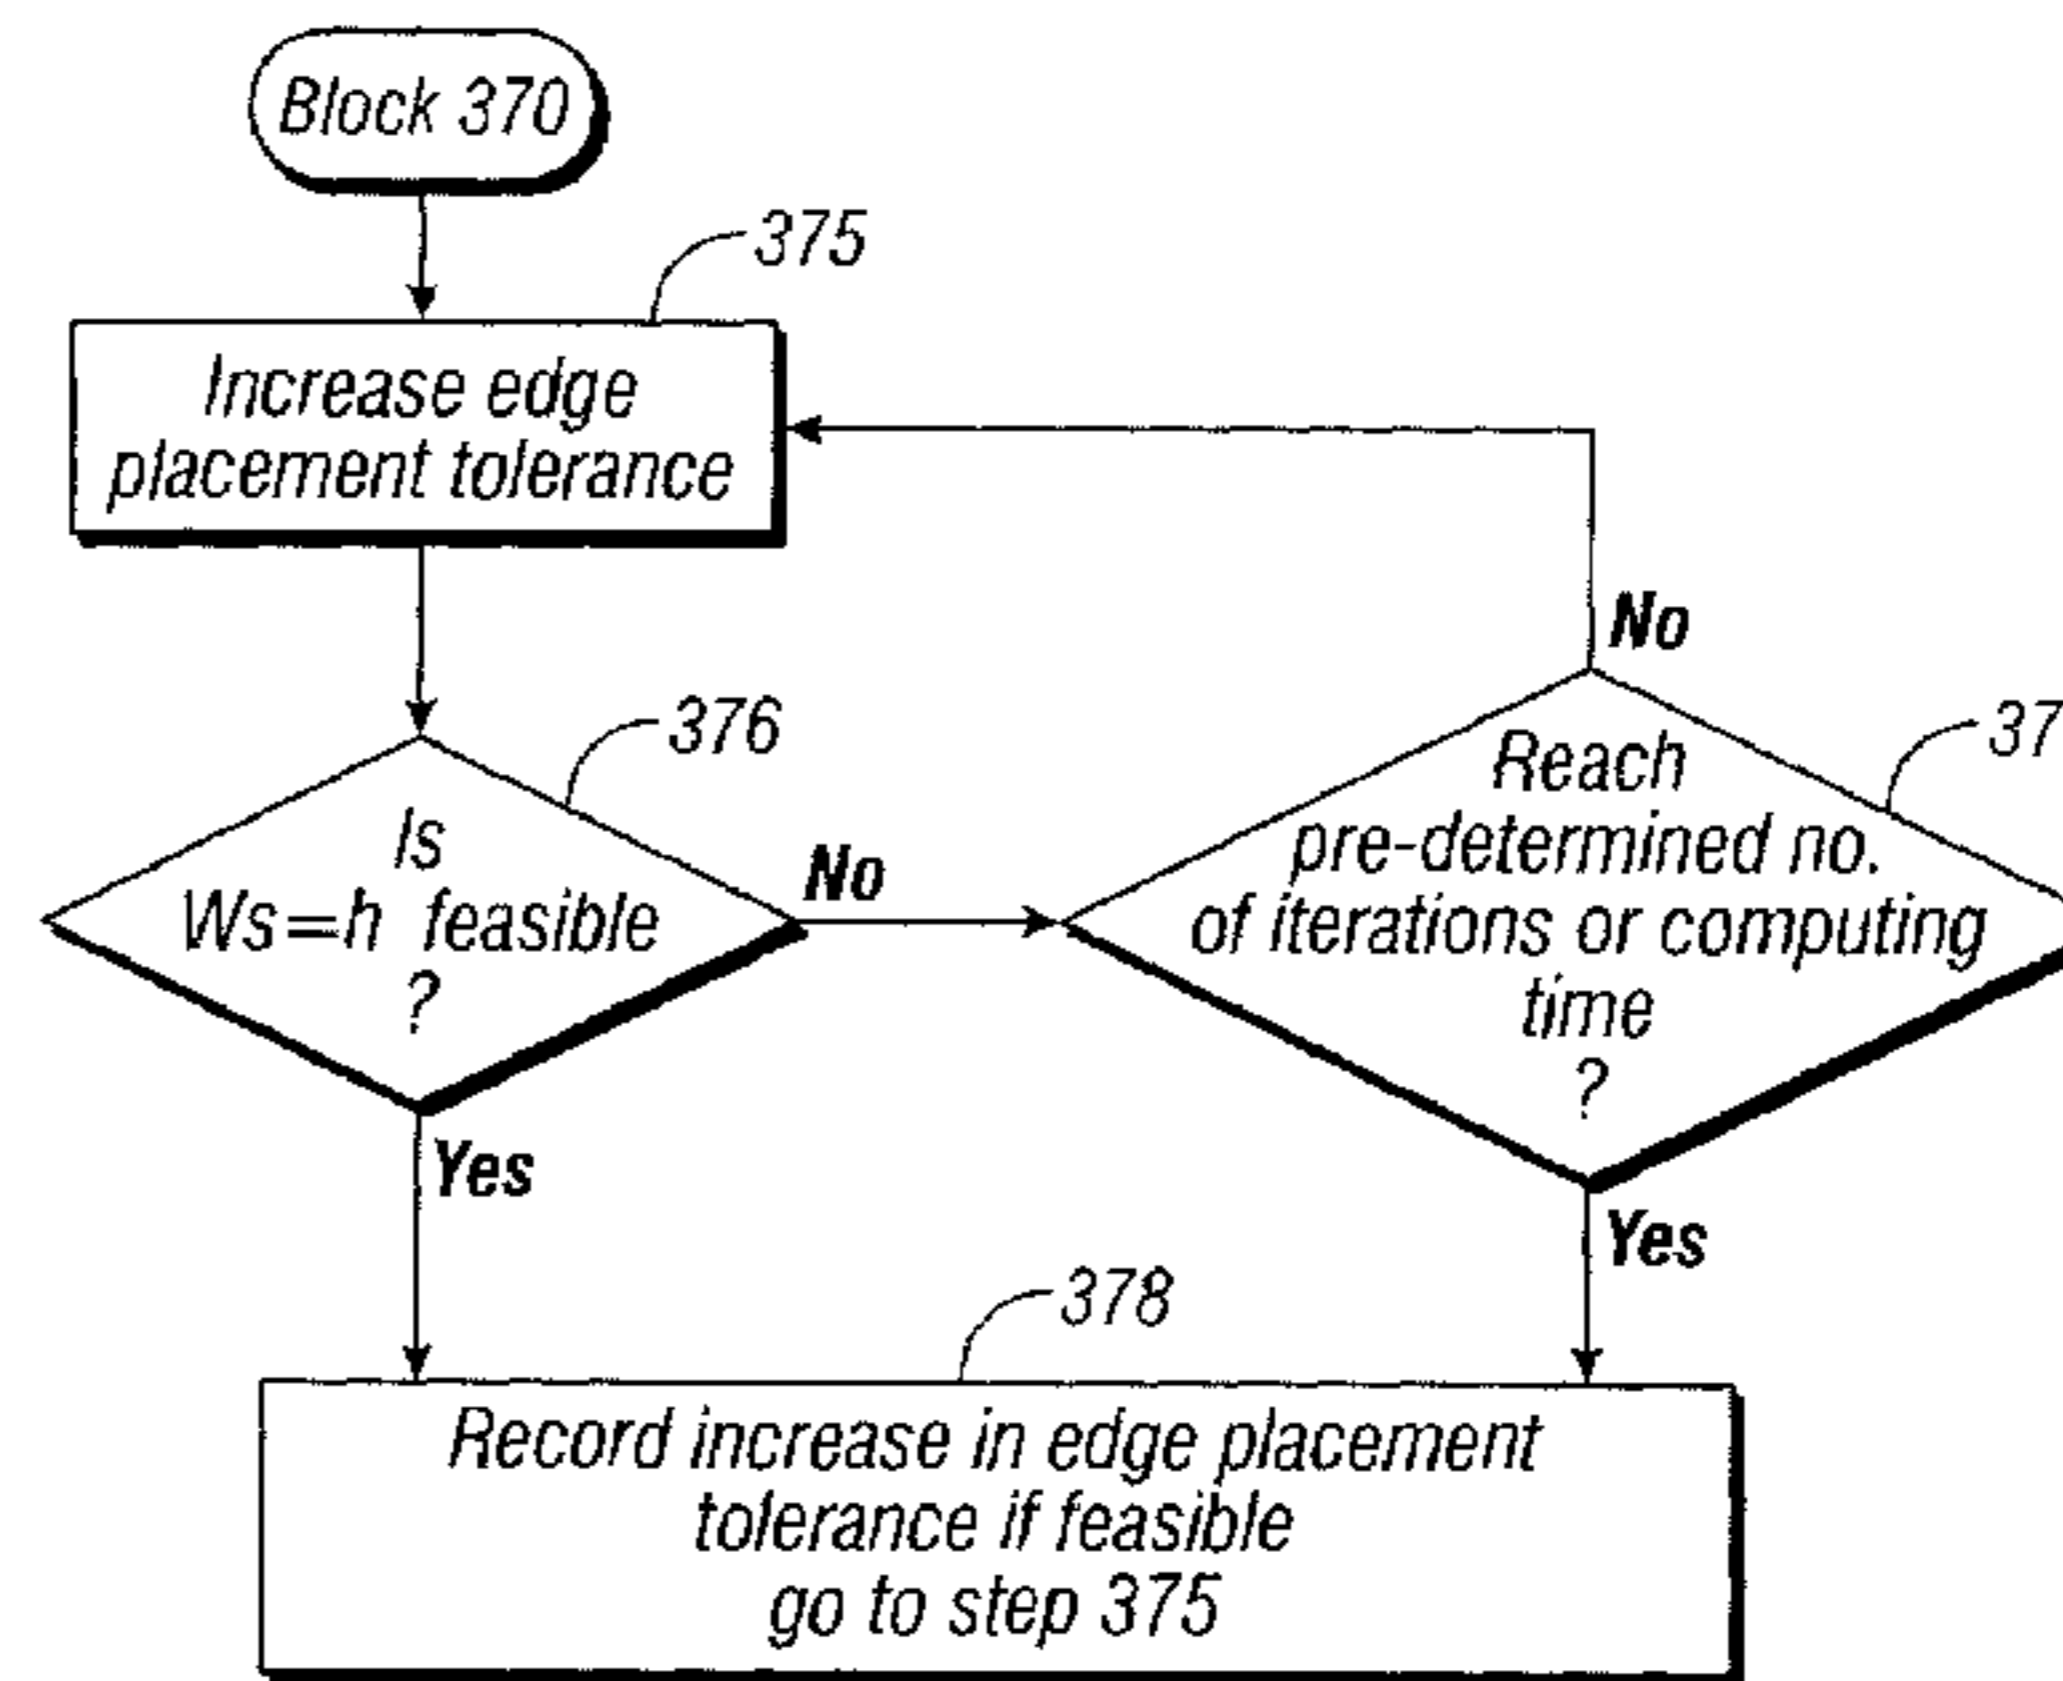 Block 370
375
Increase edge
placement tolerance
376
Is
Ws=h feasible
?
No
Yes
No
37
Reach
pre-determined no.
of iterations or computing
time
?
Yes
378
Record increase in edge placement
tolerance if feasible
go to step 375